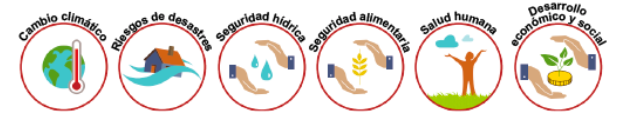 Cambio climático
Riesgos de desastres
Seguridad hídrica
Seguridad alimentaria
Salud humana
Desarrollo
económico y social